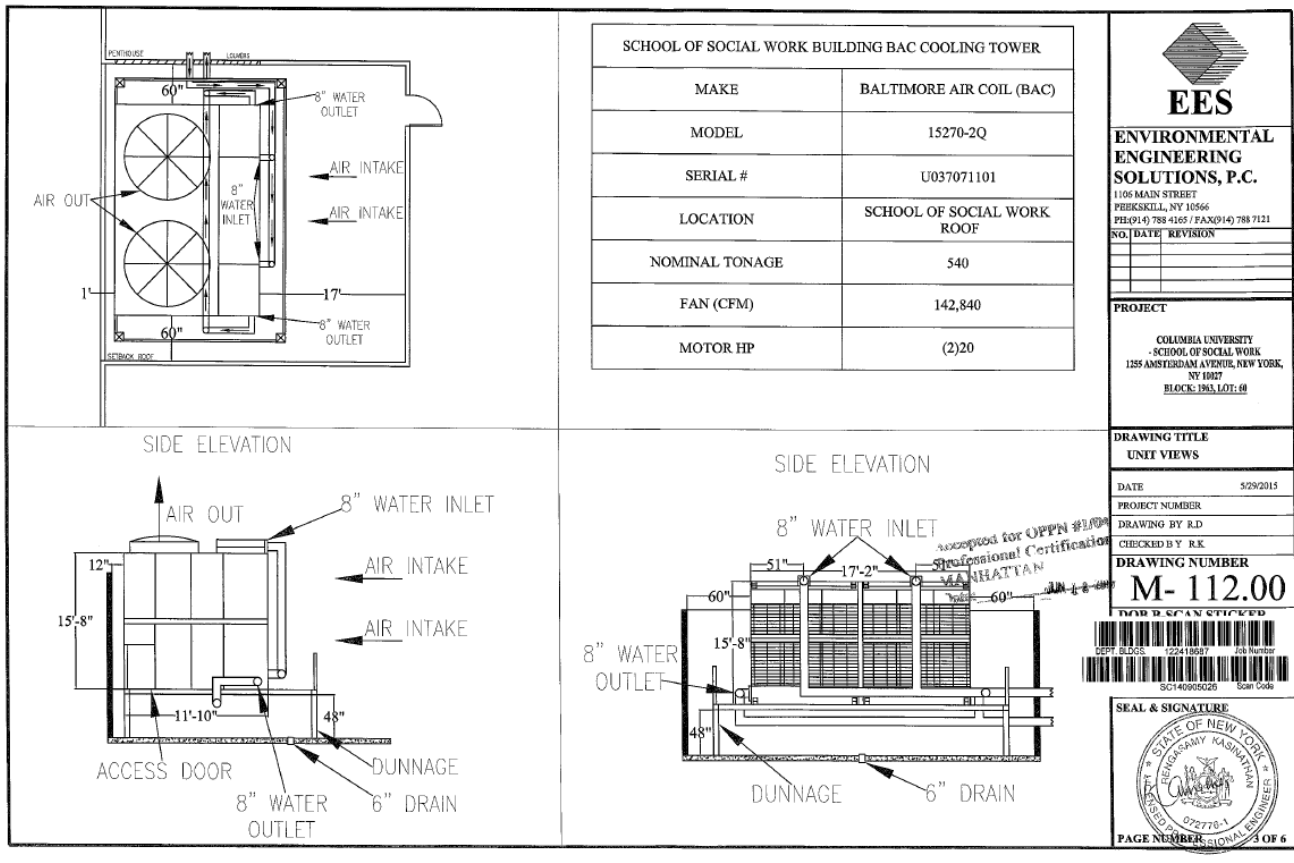 PENTHOUSE
LOUVERS
60"
8" WATER
OUTLET
AIR INTAKE
8"
WATER
INLET
AIR OUT
AIR INTAKE
1'
17'
8" WATER
OUTLET
60"
SETBACK ROOF
SCHOOL OF SOCIAL WORK BUILDING BAC COOLING TOWER
MAKE BALTIMORE AIR COIL (BAC)
MODEL 15270-2Q
SERIAL # U037071101
LOCATION SCHOOL OF SOCIAL WORK
ROOF
NOMINAL TONAGE 540
FAN (CFM) 142,840
MOTOR HP (2)20
SIDE ELEVATION
8" WATER INLET
AIR OUT
12"
AIR INTAKE
15'-8"
AIR INTAKE
11'-10"
48"
ACCESS DOOR
DUNNAGE
8" WATER
OUTLET
6" DRAIN
SIDE ELEVATION
8" WATER INLET
51"
17'-2"
60"
60"
15'-8"
8" WATER
OUTLET
48"
DUNNAGE
6" DRAIN
Accepted for OPPN
Professional Certification
MANHATTAN
JUN
EES
ENVIRONMENTAL
ENGINEERING
SOLUTIONS, P.C.
1106 MAIN STREET
PEEKSKILL, NY 10566
PH:(914) 788 4165 / FAX(914) 788 7121
NO. DATE REVISION
PROJECT
COLUMBIA UNIVERSITY
- SCHOOL OF SOCIAL WORK
1255 AMSTERDAM AVENUE, NEW YORK,
NY 10027
BLOCK: 1963, LOT: 60
DRAWING TITLE
UNIT VIEWS
DATE 5/29/2015
PROJECT NUMBER
DRAWING BY R.D
CHECKED BY R.K
DRAWING NUMBER
M- 112.00
DOB B-SCAN STICKER
DEPT. BLDGS. 122418687 Job Number
SC140905026 Scan Code
SEAL & SIGNATURE
STATE OF NEW YORK
RENGASAMY KASINATHAN
072776-1
LICENSED PROFESSIONAL ENGINEER
PAGE NUMBER 3 OF 6